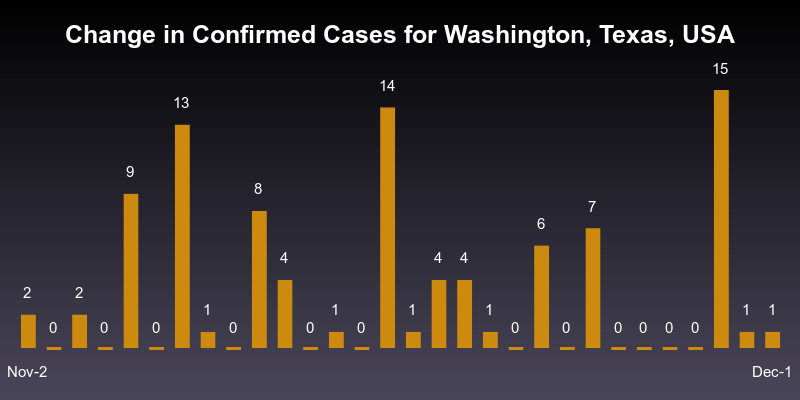 Change in Confirmed Cases for Washington, Texas, USA
2 0 2 0 9 0 13 1 0 8 4 0 1 0 14 1 4 4 1 0 6 0 7 0 0 0 0 15 1 1
Nov-2 Dec-1